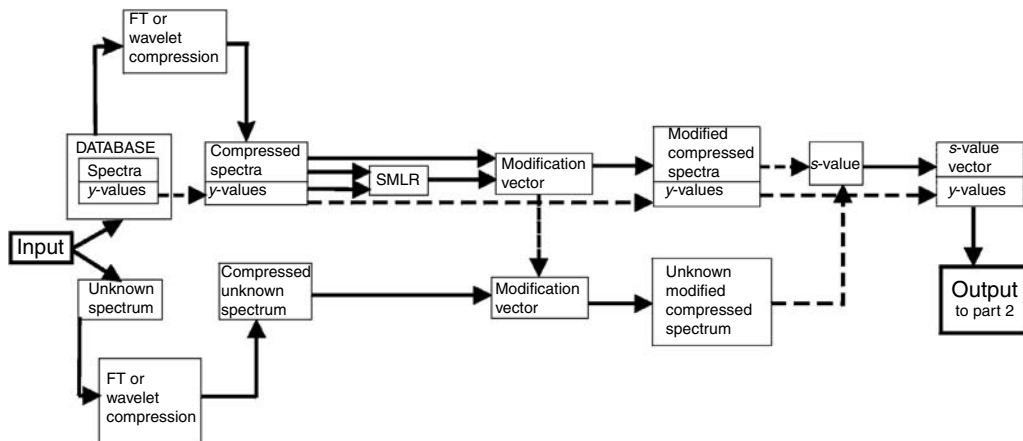 FT or
wavelet
compression
DATABASE
Spectra
y-values
Compressed
spectra
y-values
SMLR
Modification
vector
Modified
compressed
spectra
y-values
s-value
s-value
vector
y-values
Input
Unknown
spectrum
Compressed
unknown
spectrum
Modification
vector
Unknown
modified
compressed
spectrum
Output
to part 2
FT or
wavelet
compression